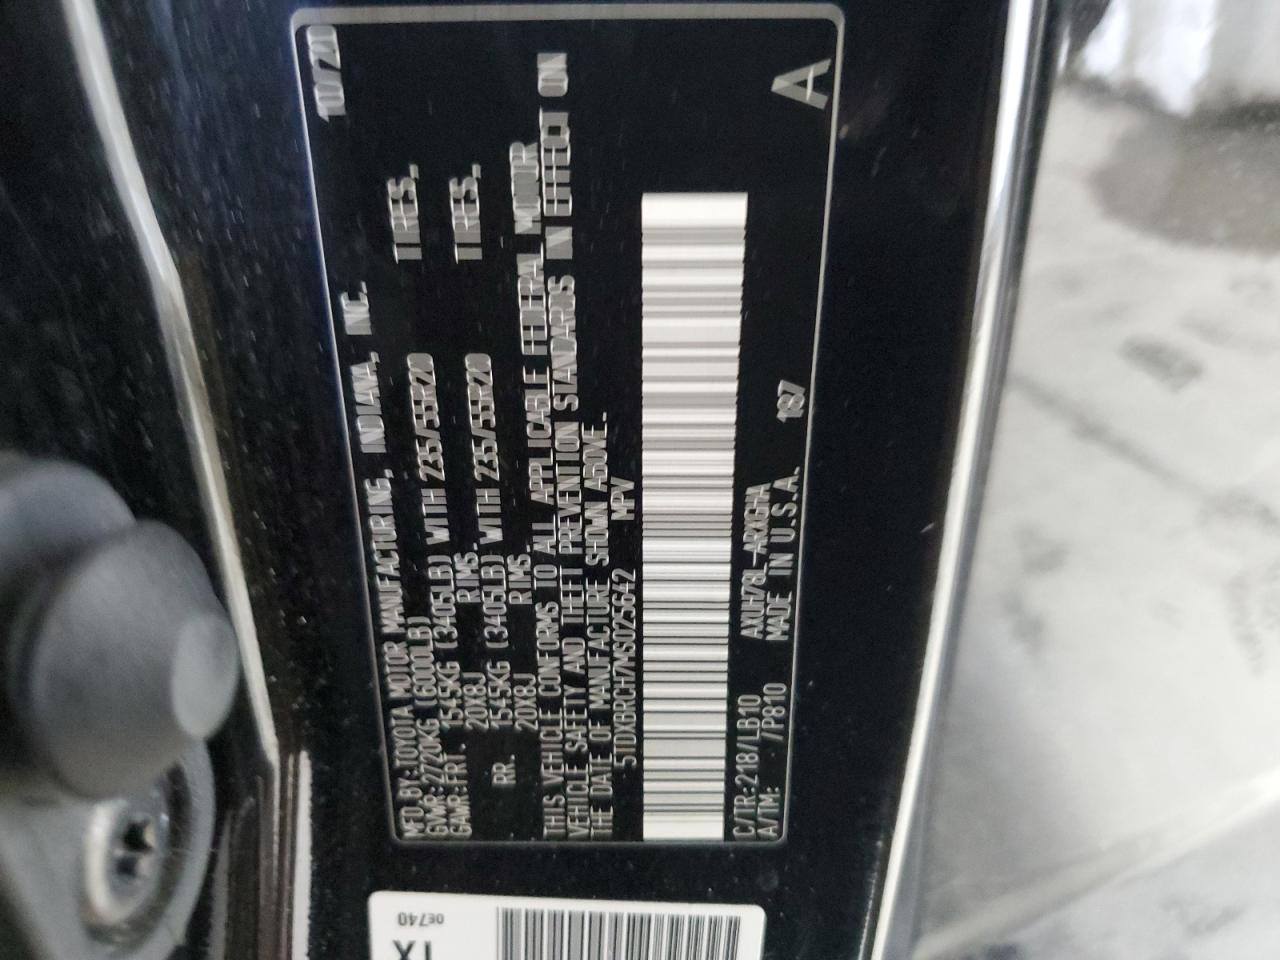 MFD. BY: TOYOTA MOTOR MANUFACTURING, INDIANA, INC. 10/20
GVWR: 2720KG (6000LB)
GAWR: FRT. 1545KG (3405LB) WITH 235/55R20 TIRES,
20X8J RIMS,
RR. 1545KG (3405LB) WITH 235/55R20 TIRES,
20X8J RIMS,
THIS VEHICLE CONFORMS TO ALL APPLICABLE FEDERAL MOTOR
VEHICLE SAFETY AND THEFT PREVENTION STANDARDS IN EFFECT ON
THE DATE OF MANUFACTURE SHOWN ABOVE.
5TDXBRCH7MS025642 MPV
C/TR: 218/LB10 AXUH78L-ARXGHA 187
A/TM: /P810 MADE IN U.S.A. A
0E740
TX